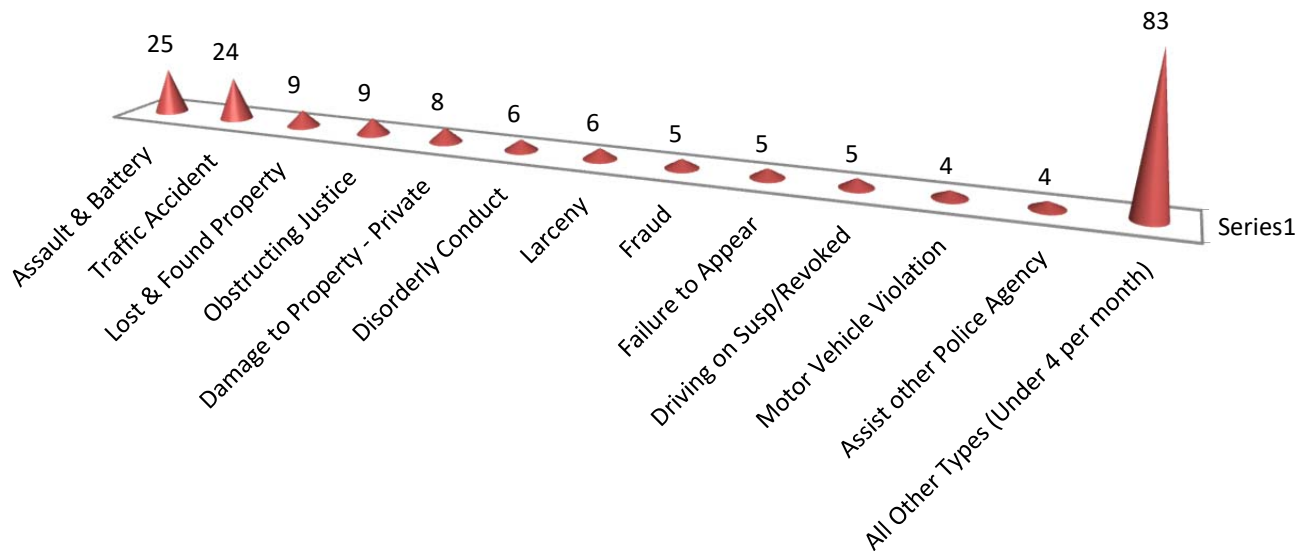 25
24
9
9
8
6
6
5
5
5
4
4
83
Assault & Battery
Traffic Accident
Lost & Found Property
Obstructing Justice
Damage to Property - Private
Disorderly Conduct
Larceny
Fraud
Failure to Appear
Driving on Susp/Revoked
Motor Vehicle Violation
Assist other Police Agency
All Other Types (Under 4 per month)
Series1